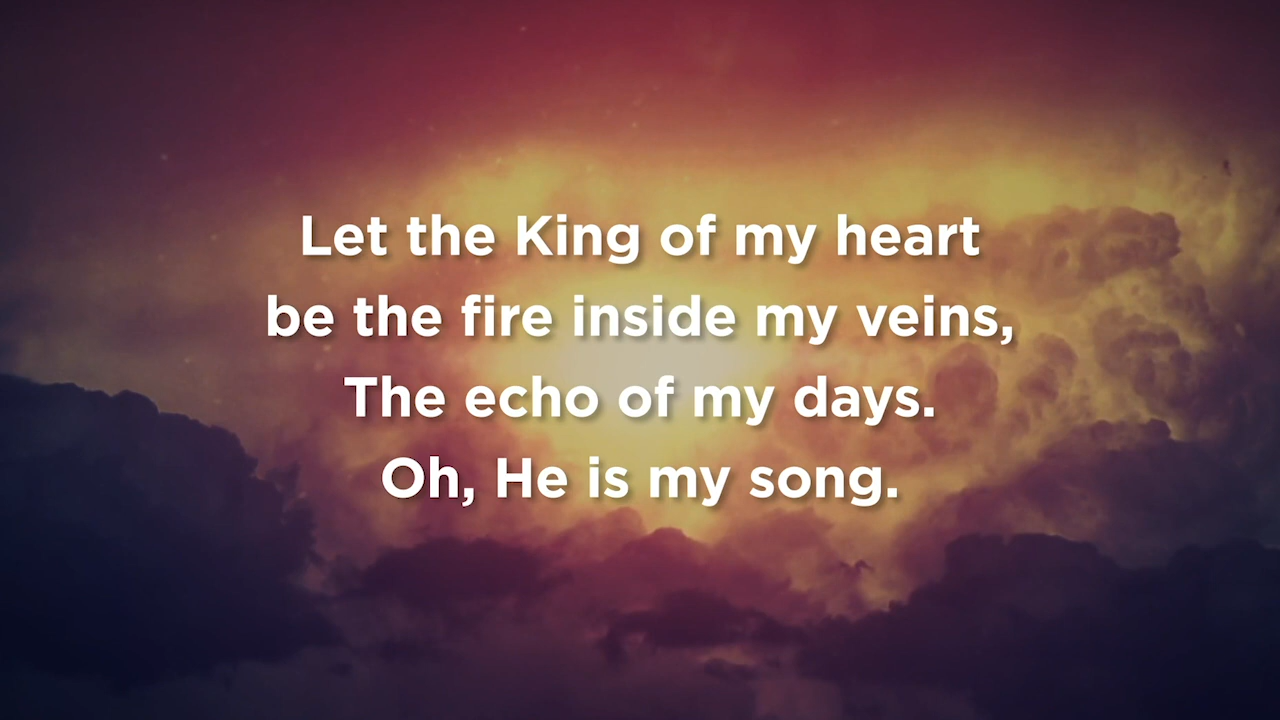 Let the King of my heart
be the fire inside my veins,
The echo of my days.
Oh, He is my song.